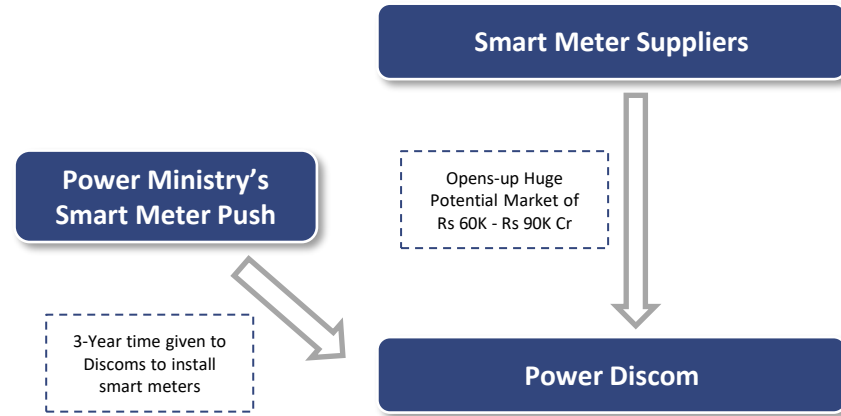 Smart Meter Suppliers
Power Ministry’s
Smart Meter Push
Opens-up Huge
Potential Market of
Rs 60K - Rs 90K Cr
3-Year time given to
Discoms to install
smart meters
Power Discom